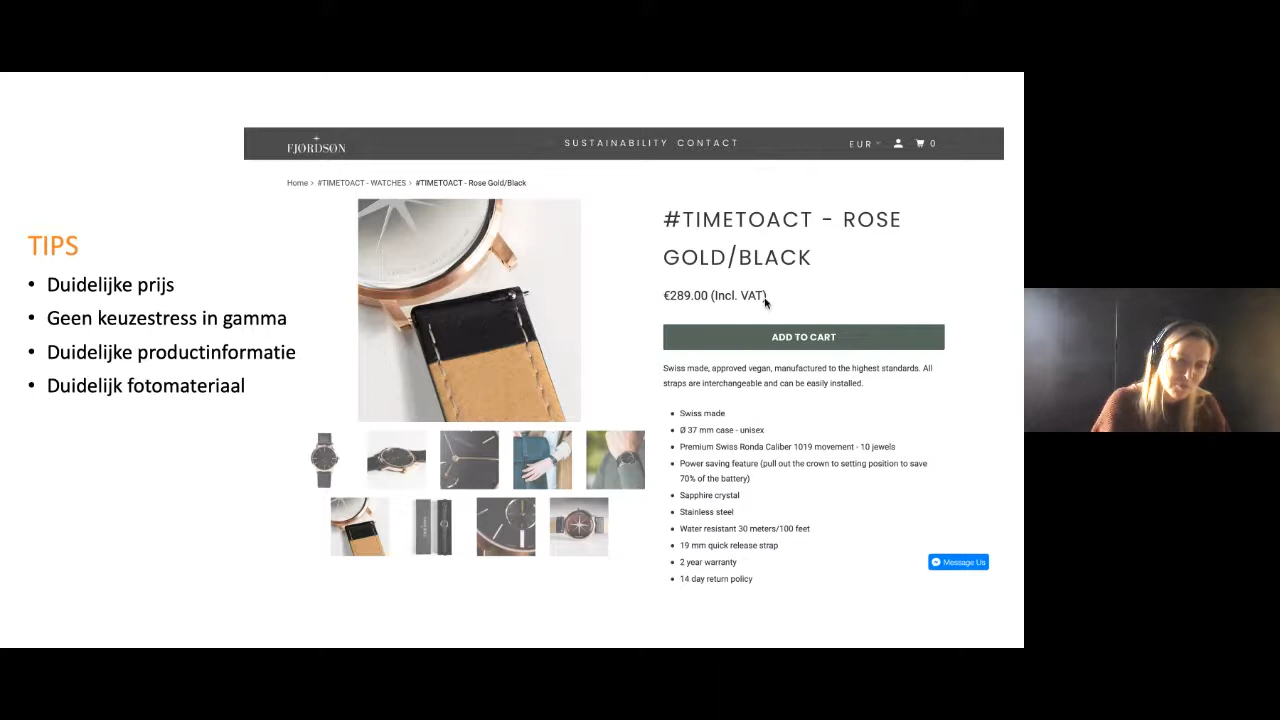 FJORDSØN
SUSTAINABILITY CONTACT
EUR
0
Home > #TIMETOACT - WATCHES > #TIMETOACT - Rose Gold/Black
TIPS
• Duidelijke prijs
• Geen keuzestress in gamma
• Duidelijke productinformatie
• Duidelijk fotomateriaal
#TIMETOACT - ROSE
GOLD/BLACK
€289.00 (Incl. VAT)
ADD TO CART
Swiss made, approved vegan, manufactured to the highest standards. All
straps are interchangeable and can be easily installed.
• Swiss made
• Ø 37 mm case - unisex
• Premium Swiss Ronda Caliber 1019 movement - 10 jewels
• Power saving feature (pull out the crown to setting position to save
70% of the battery)
• Sapphire crystal
• Stainless steel
• Water resistant 30 meters/100 feet
• 19 mm quick release strap
• 2 year warranty
• 14 day return policy
Message Us